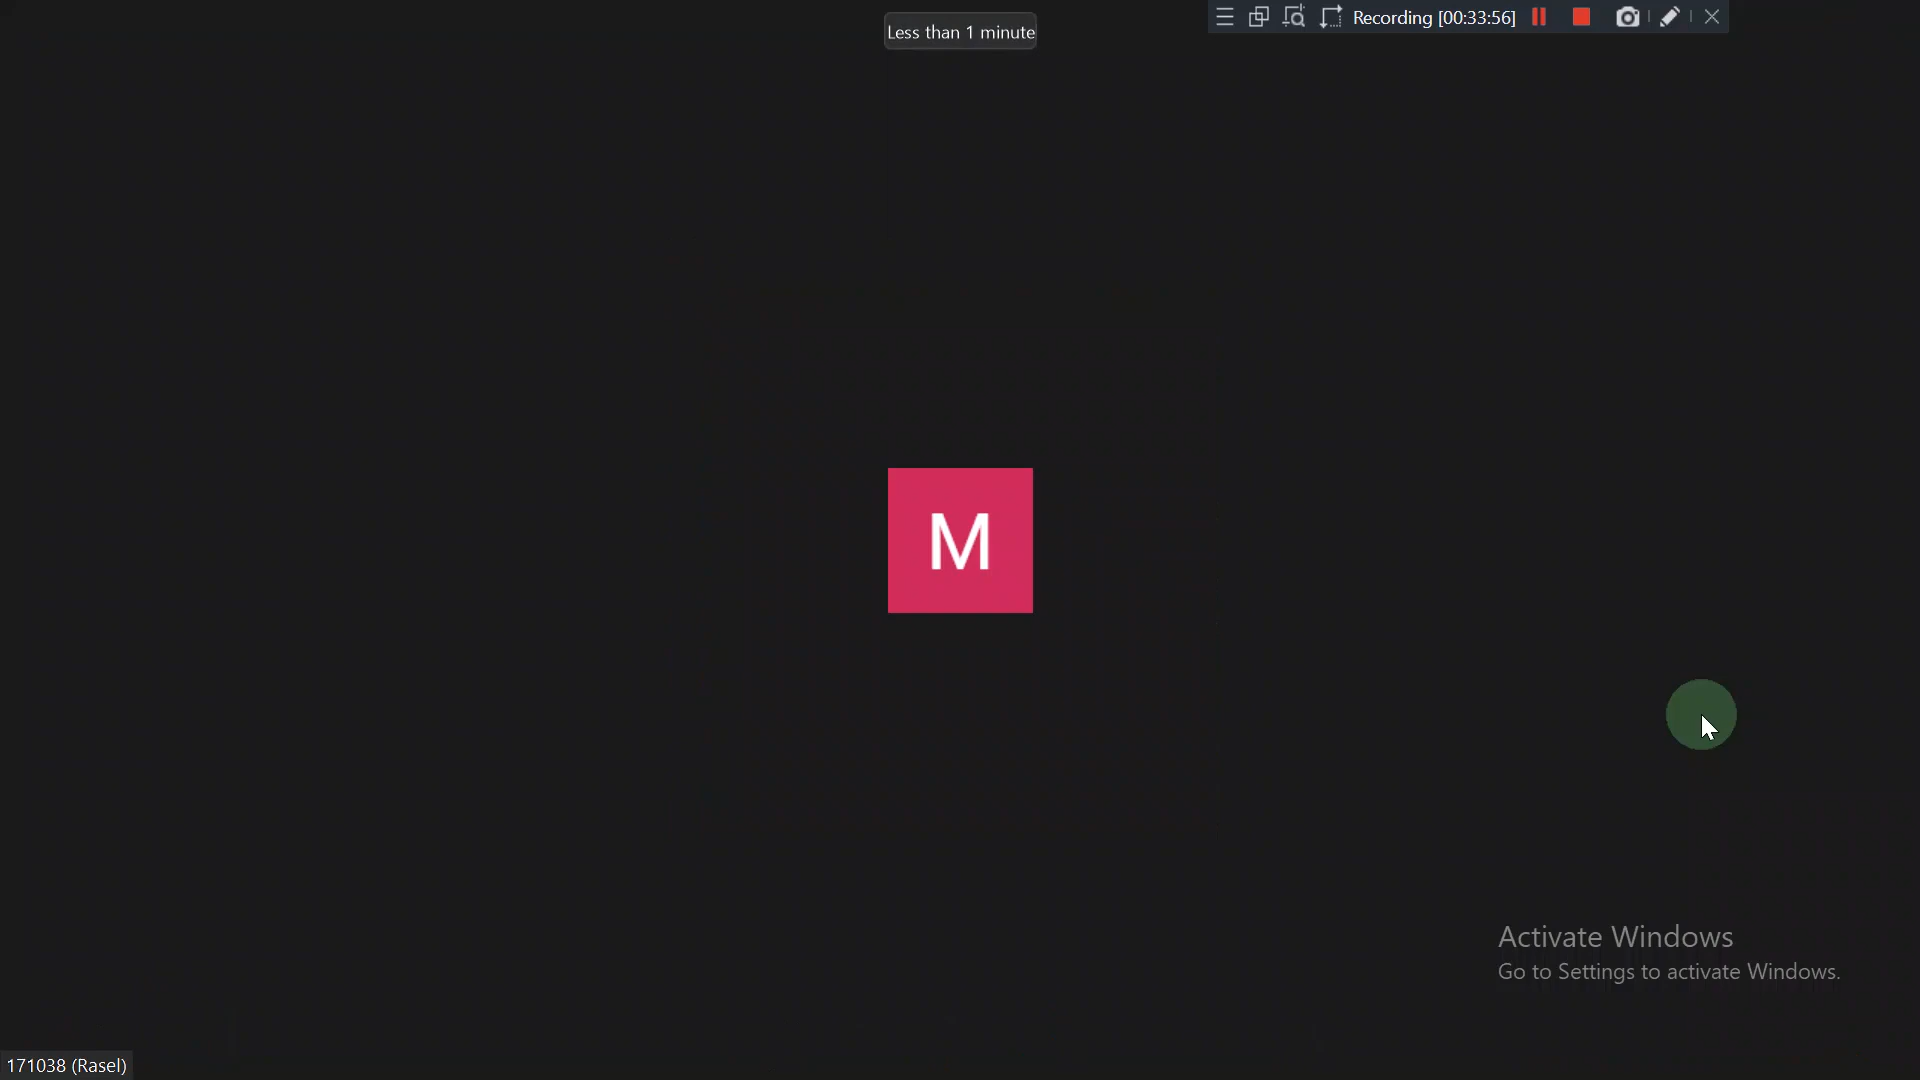 Less than 1 minute
Recording [00:33:56]
M
Activate Windows
Go to Settings to activate Windows.
171038 (Rasel)